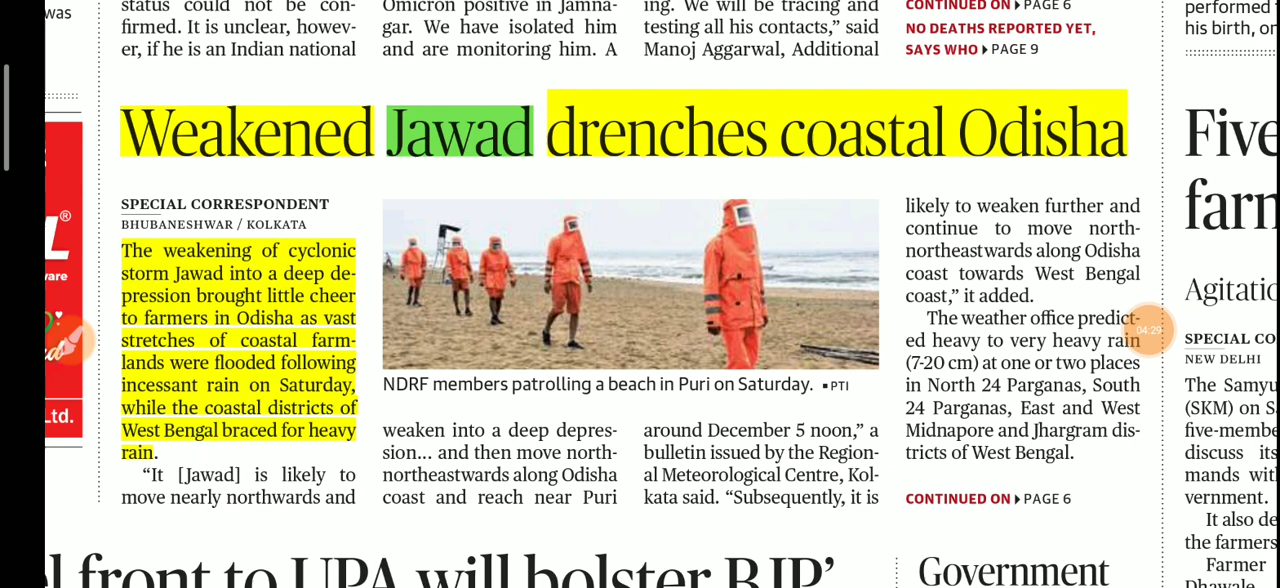 was
status could not be con-
firmed. It is unclear, howev-
er, if he is an Indian national
Omicron positive in Jamna-
gar. We have isolated him
and are monitoring him. A
ing. We will be tracing and
testing all his contacts,” said
Manoj Aggarwal, Additional
CONTINUED ON PAGE 6
NO DEATHS REPORTED YET,
SAYS WHO PAGE 9
performed
his birth, or
Weakened Jawad drenches coastal Odisha
SPECIAL CORRESPONDENT
BHUBANESHWAR / KOLKATA
The weakening of cyclonic
storm Jawad into a deep de-
pression brought little cheer
to farmers in Odisha as vast
stretches of coastal farm-
lands were flooded following
incessant rain on Saturday,
while the coastal districts of
West Bengal braced for heavy
rain.
“It [Jawad] is likely to
move nearly northwards and
NDRF members patrolling a beach in Puri on Saturday. ▪PTI
weaken into a deep depres-
sion... and then move north-
northeastwards along Odisha
coast and reach near Puri
around December 5 noon,” a
bulletin issued by the Region-
al Meteorological Centre, Kol-
kata said. “Subsequently, it is
likely to weaken further and
continue to move north-
northeastwards along Odisha
coast towards West Bengal
coast,” it added.
The weather office predict-
ed heavy to very heavy rain
(7-20 cm) at one or two places
in North 24 Parganas, South
24 Parganas, East and West
Midnapore and Jhargram dis-
tricts of West Bengal.
CONTINUED ON PAGE 6
04:29
Five
farm
Agitatio
SPECIAL CO
NEW DELHI
The Samyu
(SKM) on S
five-membe
discuss its
mands with
vernment.
It also de
the farmers
Farmer
L®
ware
Ltd.
el front to UPA will bolster BJP’
Government